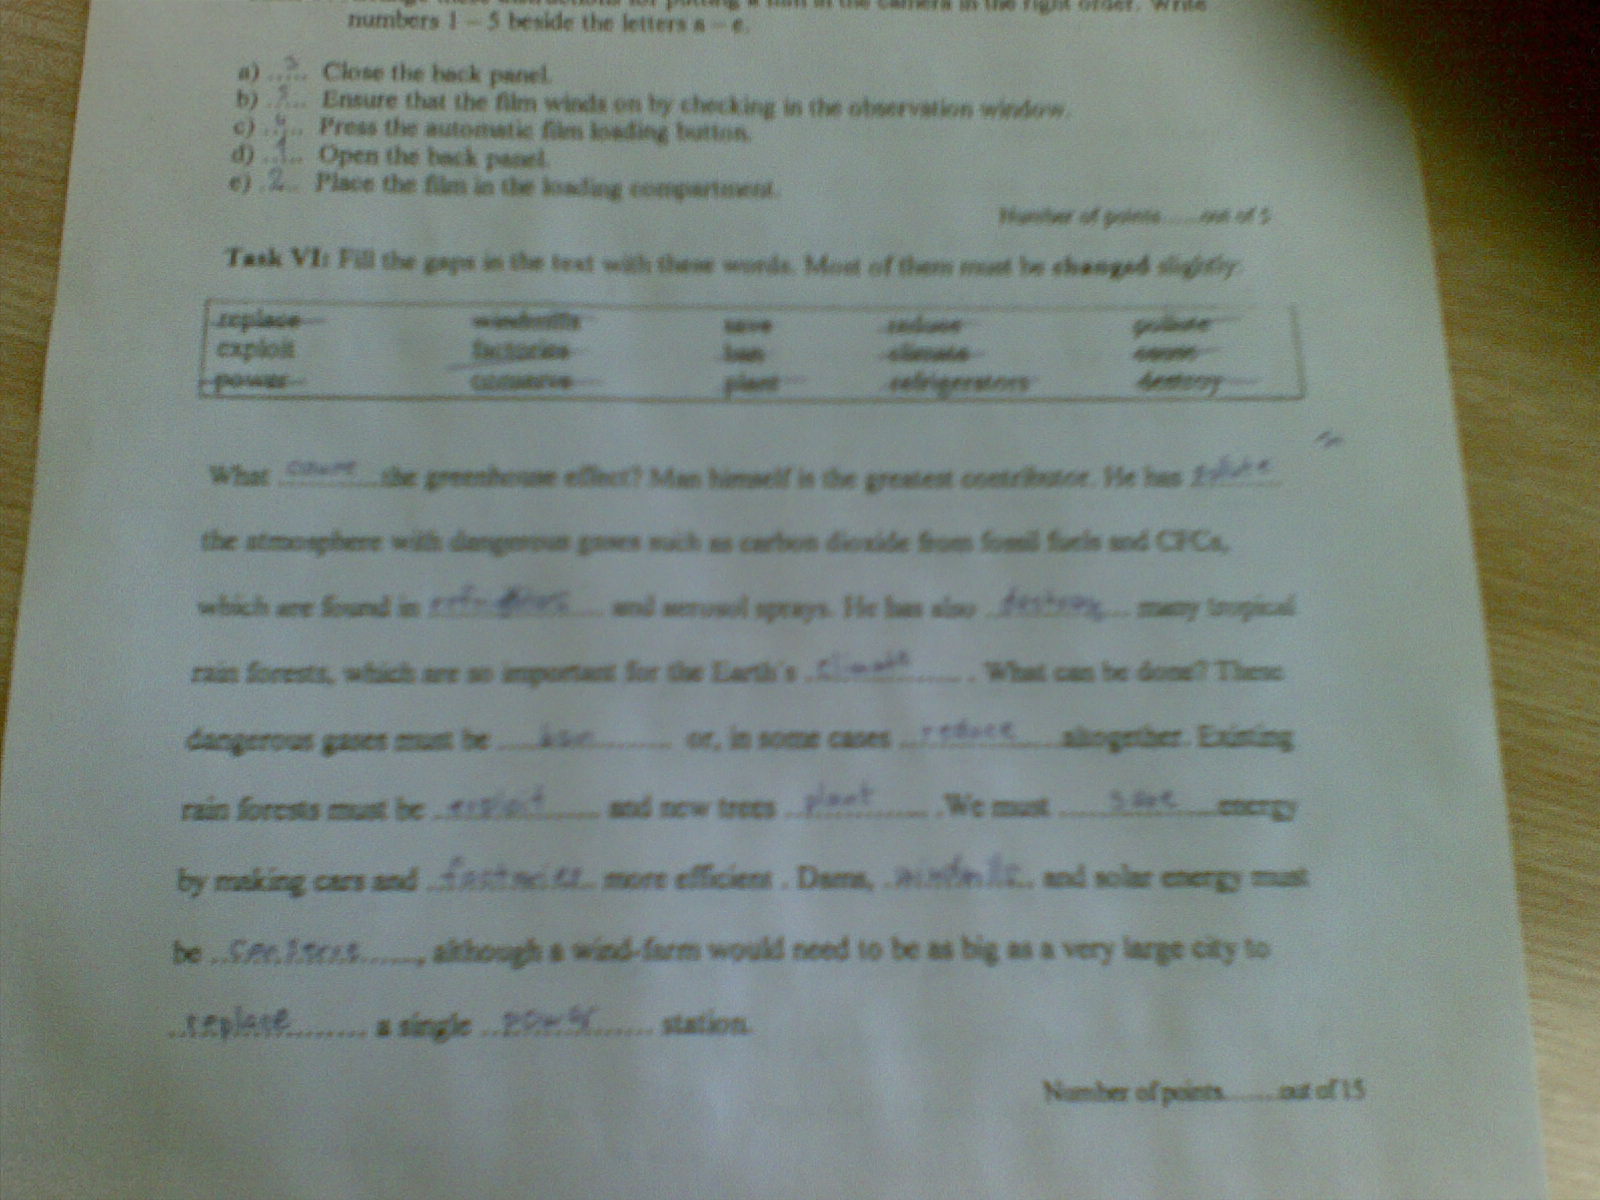 numbers 1 – 5 beside the letters a – e.
a) ..5... Close the back panel.
b) .3... Ensure that the film winds on by checking in the observation window.
c) ..4... Press the automatic film loading button.
d) ..1... Open the back panel.
e) .2... Place the film in the loading compartment.
Number of points......out of 5
Task VI: Fill the gaps in the text with these words. Most of them must be changed slightly.
replace windmills save reduce pollute
exploit factories ban climate cause
power conserve plant refrigerators destroy
What cause the greenhouse effect? Man himself is the greatest contributor. He has pollute
the atmosphere with dangerous gases such as carbon dioxide from fossil fuels and CFCs,
which are found in and aerosol sprays. He has also destroy many tropical
rain forests, which are so important for the Earth's climate . What can be done? These
dangerous gases must be ban or, in some cases reduce altogether. Existing
rain forests must be exploit and new trees plant . We must save energy
by making cars and factories more efficient . Dams, windmills and solar energy must
be , although a wind-farm would need to be as big as a very large city to
replace a single power station.
Number of points........out of 15